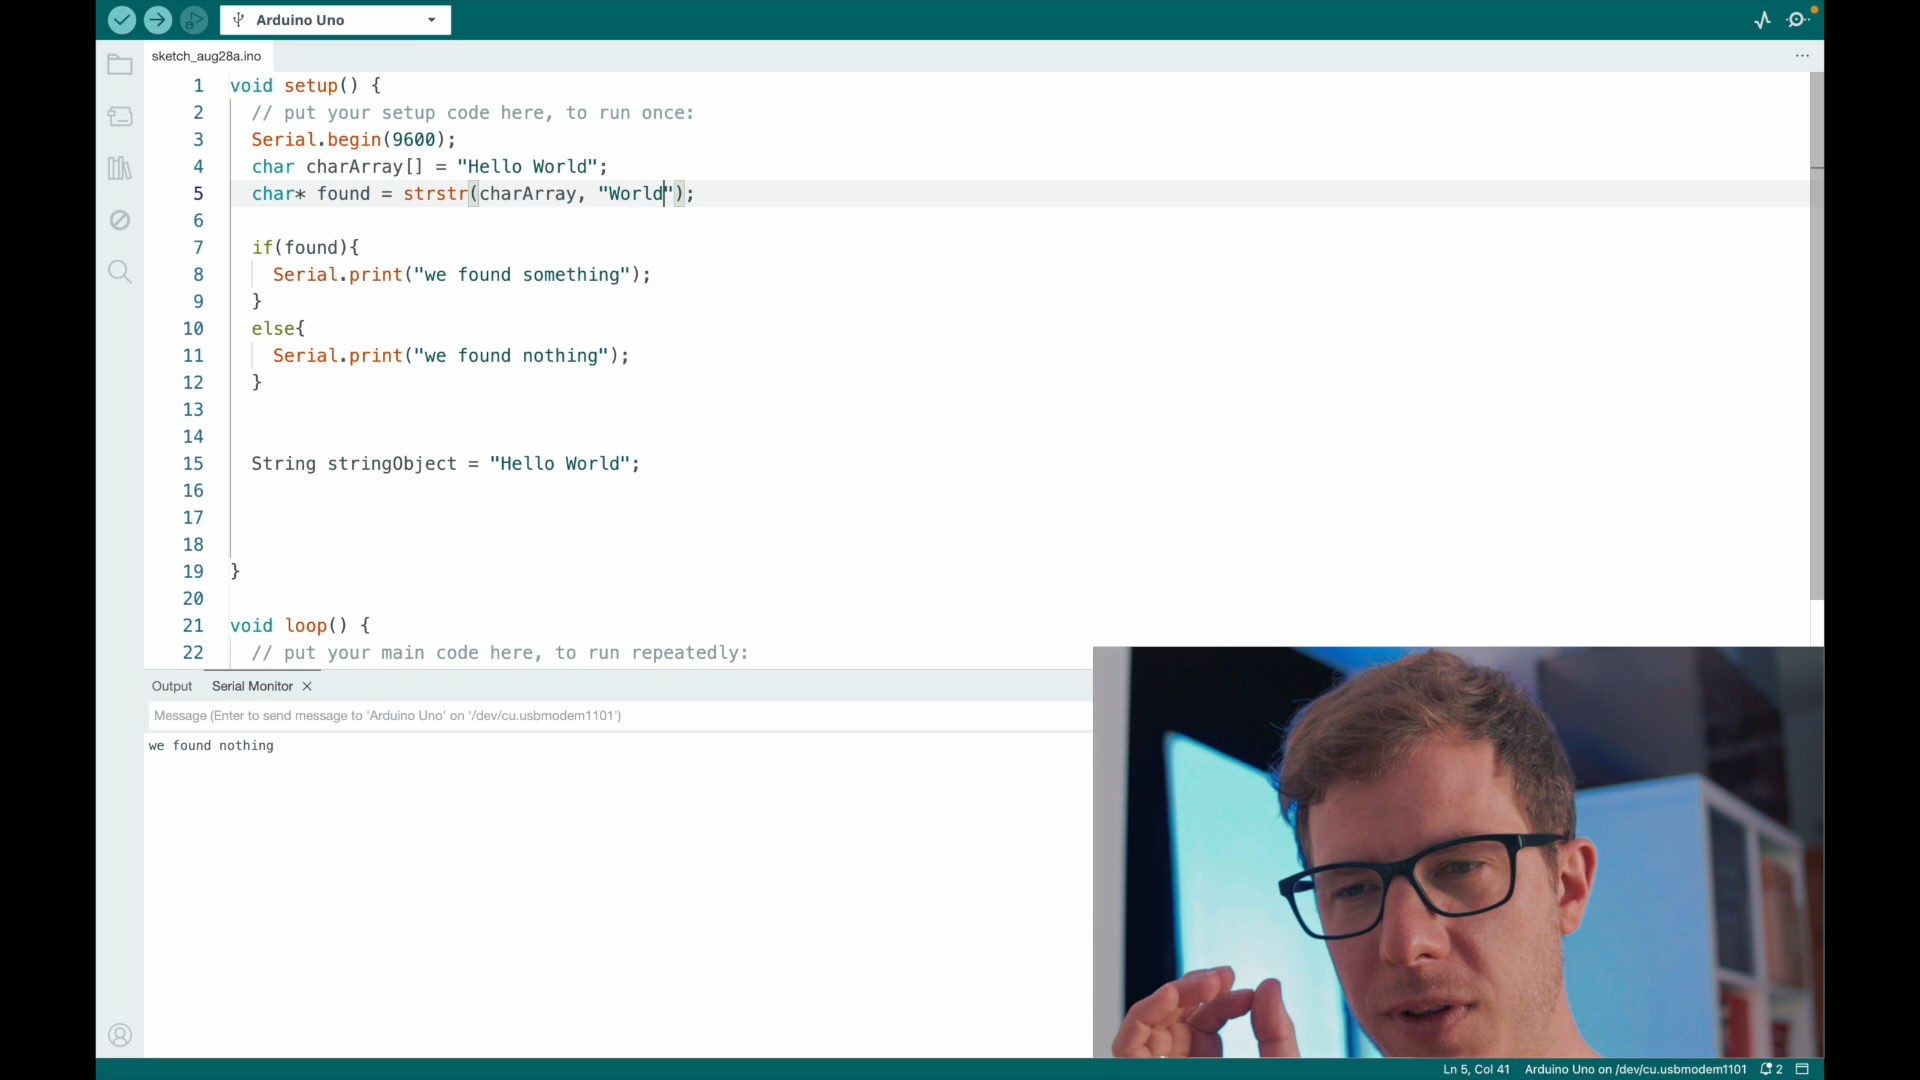 Arduino Uno
sketch_aug28a.ino
1 void setup() {
2 // put your setup code here, to run once:
3 Serial.begin(9600);
4 char charArray[] = "Hello World";
5 char* found = strstr(charArray, "World");
6
7 if(found){
8 Serial.print("we found something");
9 }
10 else{
11 Serial.print("we found nothing");
12 }
13
14
15 String stringObject = "Hello World";
16
17
18
19 }
20
21 void loop() {
22 // put your main code here, to run repeatedly:
Output Serial Monitor
Message (Enter to send message to 'Arduino Uno' on '/dev/cu.usbmodem1101')
we found nothing
Ln 5, Col 41 Arduino Uno on /dev/cu.usbmodem1101 2